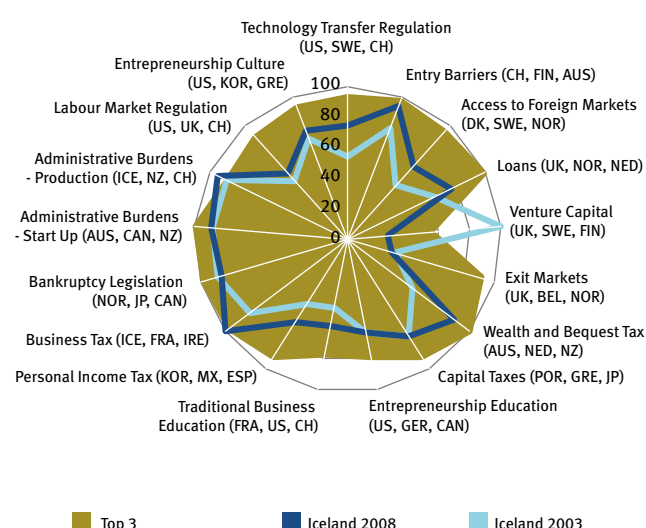 Technology Transfer Regulation
(US, SWE, CH)
Entry Barriers (CH, FIN, AUS)
Access to Foreign Markets
(DK, SWE, NOR)
Loans (UK, NOR, NED)
Venture Capital
(UK, SWE, FIN)
Exit Markets
(UK, BEL, NOR)
Wealth and Bequest Tax
(AUS, NED, NZ)
Capital Taxes (POR, GRE, JP)
Entrepreneurship Education
(US, GER, CAN)
Traditional Business
Education (FRA, US, CH)
Personal Income Tax (KOR, MX, ESP)
Business Tax (ICE, FRA, IRE)
Bankruptcy Legislation
(NOR, JP, CAN)
Administrative Burdens
- Start Up (AUS, CAN, NZ)
Administrative Burdens
- Production (ICE, NZ, CH)
Labour Market Regulation
(US, UK, CH)
Entrepreneurship Culture
(US, KOR, GRE)
100
80
60
40
20
0
Top 3
Iceland 2008
Iceland 2003